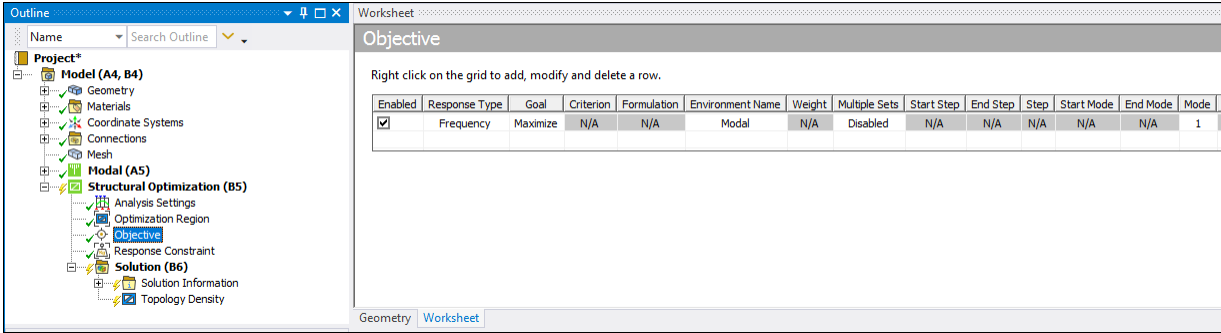 Outline
Name Search Outline
Project*
Model (A4, B4)
Geometry
Materials
Coordinate Systems
Connections
Mesh
Modal (A5)
Structural Optimization (B5)
Analysis Settings
Optimization Region
Objective
Response Constraint
Solution (B6)
Solution Information
Topology Density
Worksheet
Objective
Right click on the grid to add, modify and delete a row.
Enabled Response Type Goal Criterion Formulation Environment Name Weight Multiple Sets Start Step End Step Step Start Mode End Mode Mode
Frequency Maximize N/A N/A Modal N/A Disabled N/A N/A N/A N/A N/A 1
Geometry Worksheet